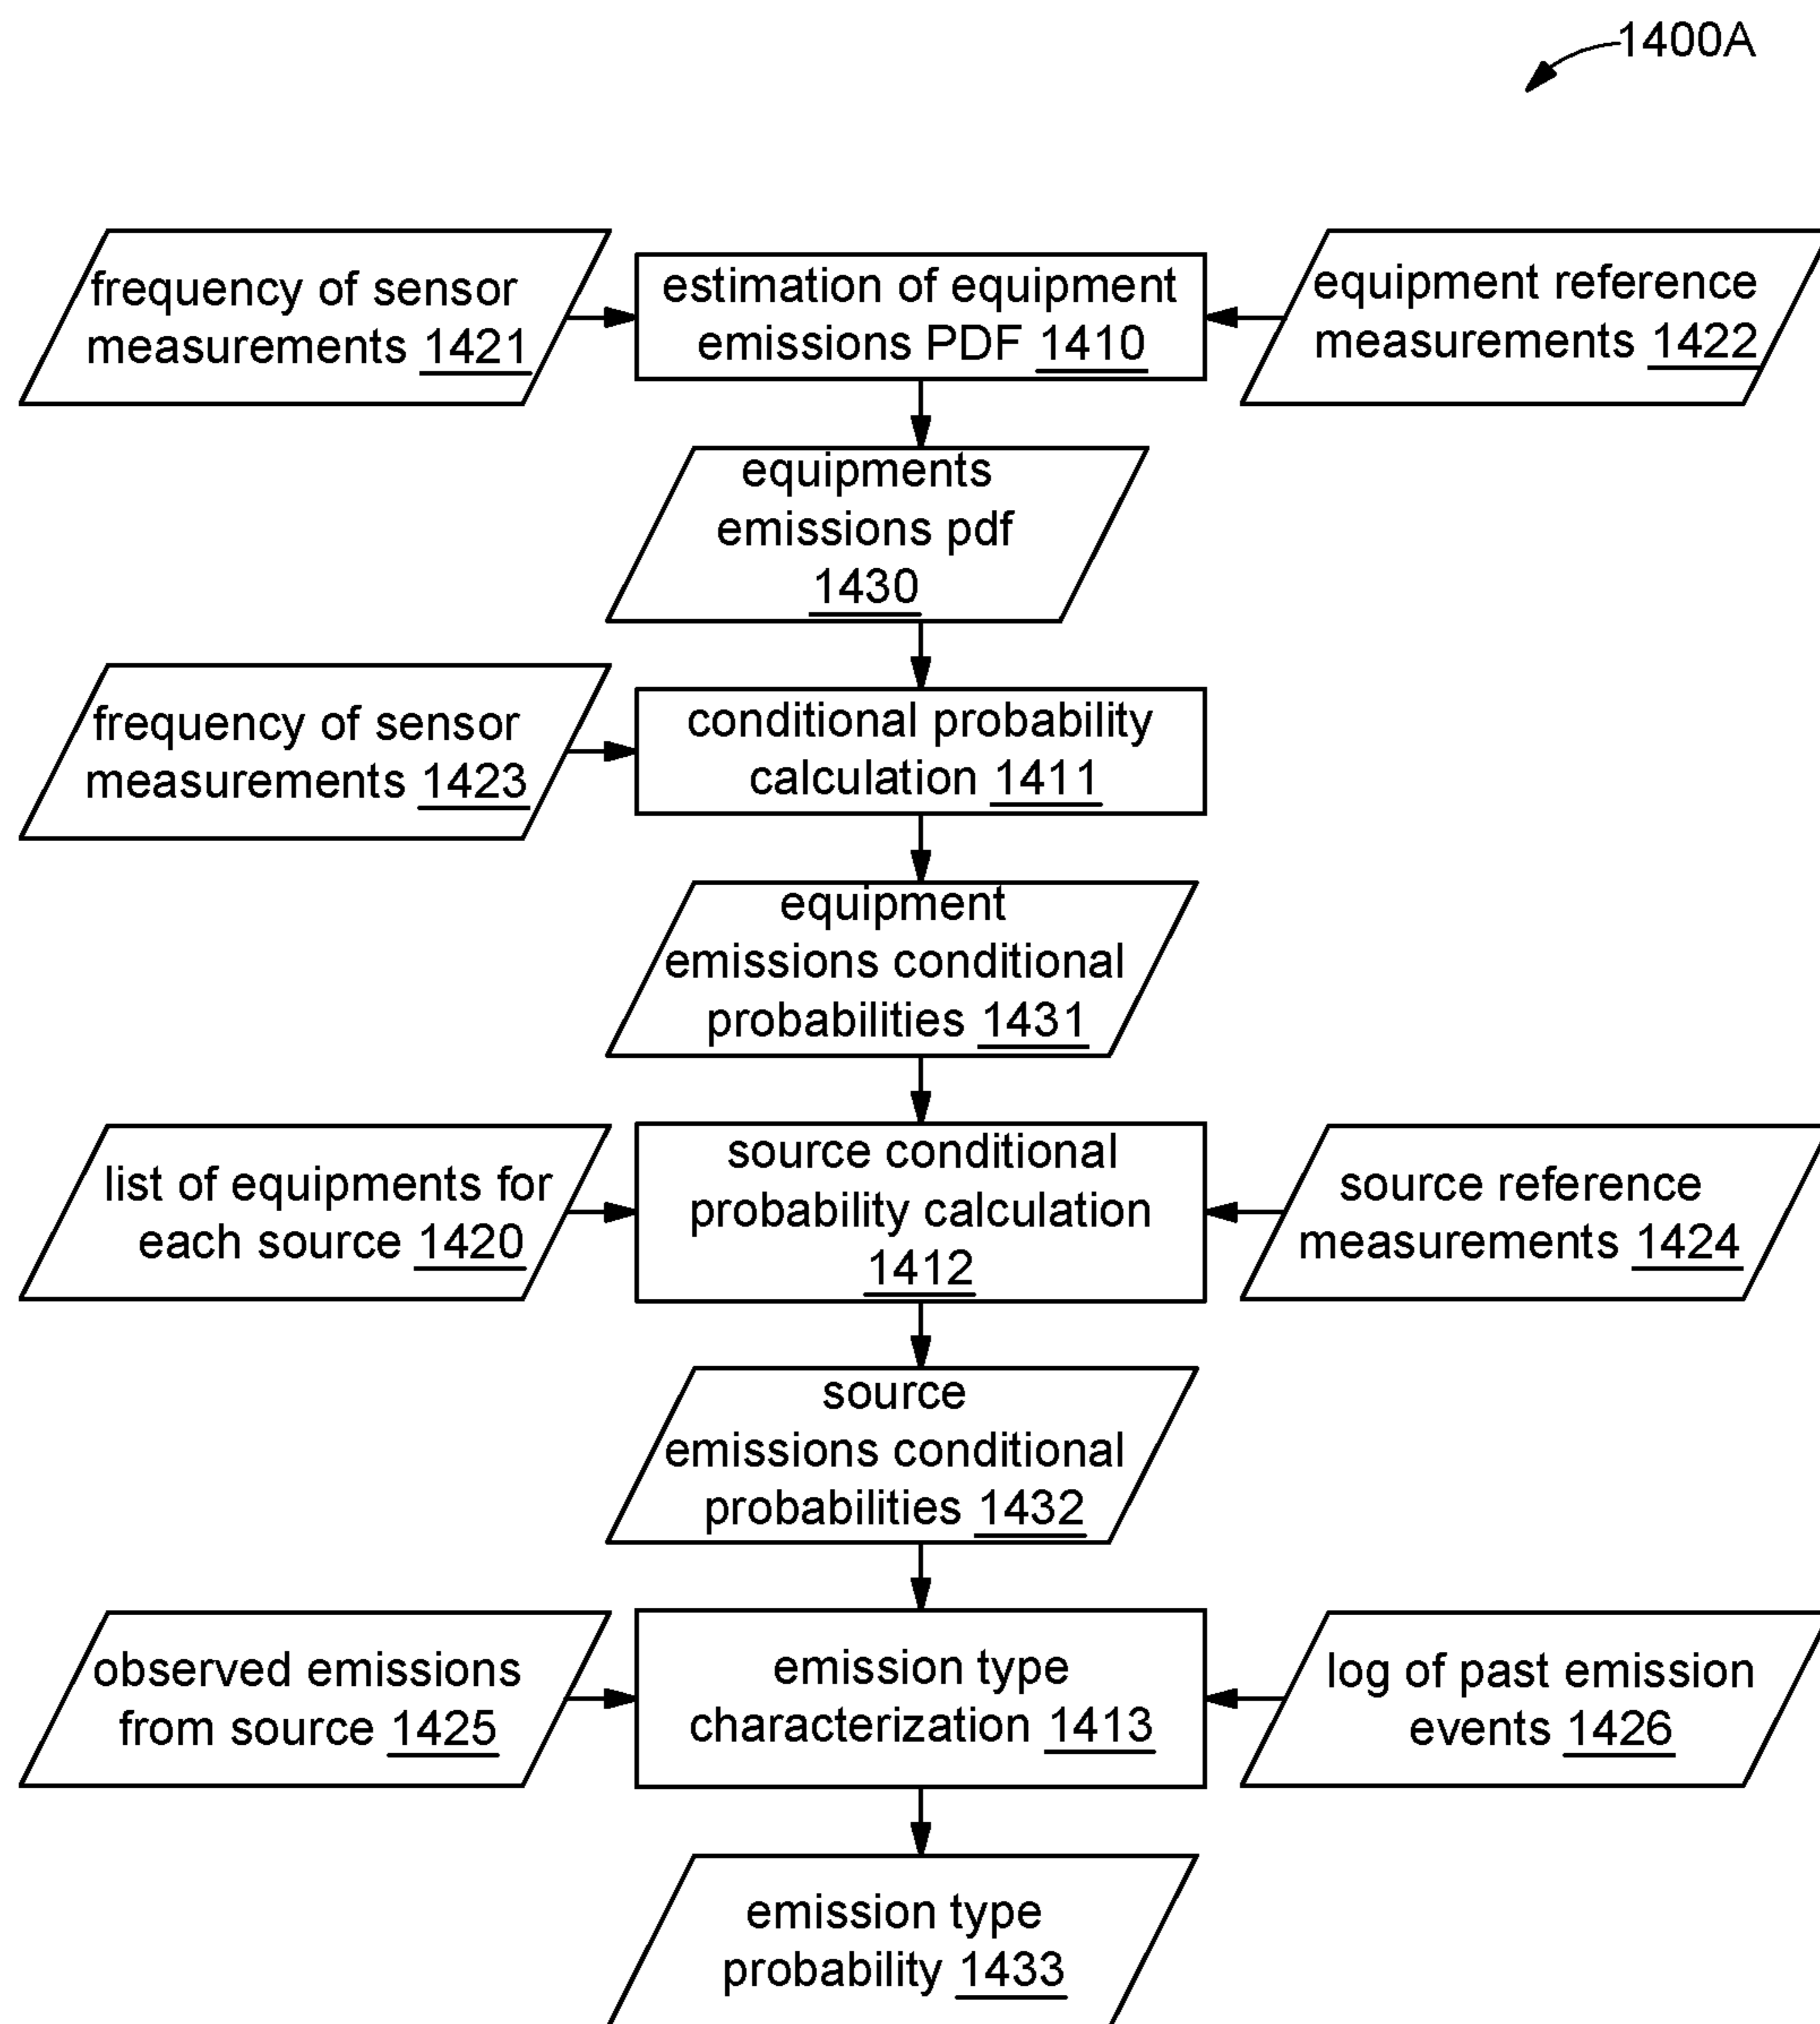 1400A
frequency of sensor
measurements 1421
estimation of equipment
emissions PDF 1410
equipment reference
measurements 1422
equipments
emissions pdf
1430
frequency of sensor
measurements 1423
conditional probability
calculation 1411
equipment
emissions conditional
probabilities 1431
list of equipments for
each source 1420
source conditional
probability calculation
1412
source reference
measurements 1424
source
emissions conditional
probabilities 1432
observed emissions
from source 1425
emission type
characterization 1413
log of past emission
events 1426
emission type
probability 1433